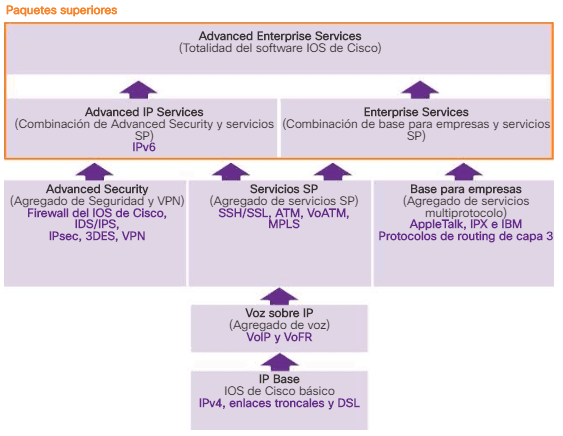 Paquetes superiores
Advanced Enterprise Services
(Totalidad del software IOS de Cisco)
Advanced IP Services
(Combinación de Advanced Security y servicios
SP)
IPv6
Enterprise Services
(Combinación de base para empresas y servicios
SP)
Advanced Security
(Agregado de Seguridad y VPN)
Firewall del IOS de Cisco,
IDS/IPS,
IPsec, 3DES, VPN
Servicios SP
(Agregado de servicios SP)
SSH/SSL, ATM, VoATM,
MPLS
Base para empresas
(Agregado de servicios
multiprotocolo)
AppleTalk, IPX e IBM
Protocolos de routing de capa 3
Voz sobre IP
(Agregado de voz)
VoIP y VoFR
IP Base
IOS de Cisco básico
IPv4, enlaces troncales y DSL